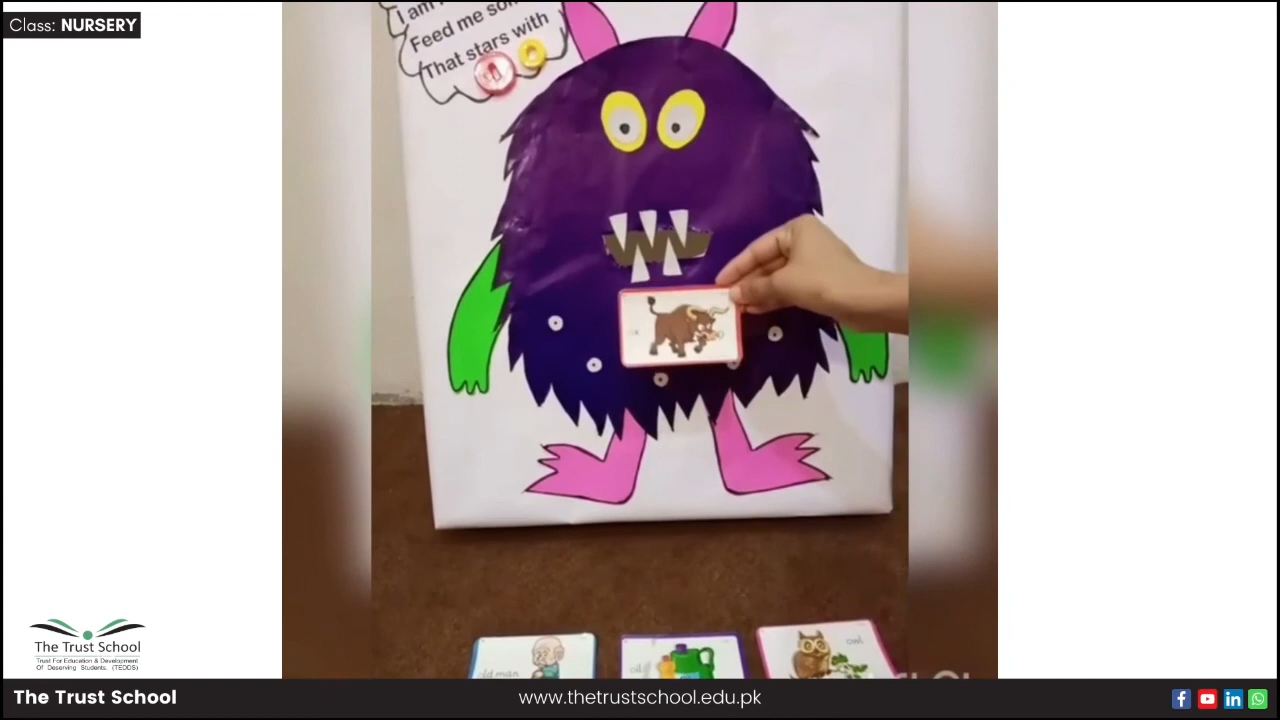 Class: NURSERY
I am
Feed me
That stars with
old man
oil
owl
The Trust School
Trust For Education & Development
Of Deserving Students. (TEDDS)
The Trust School
www.thetrustschool.edu.pk